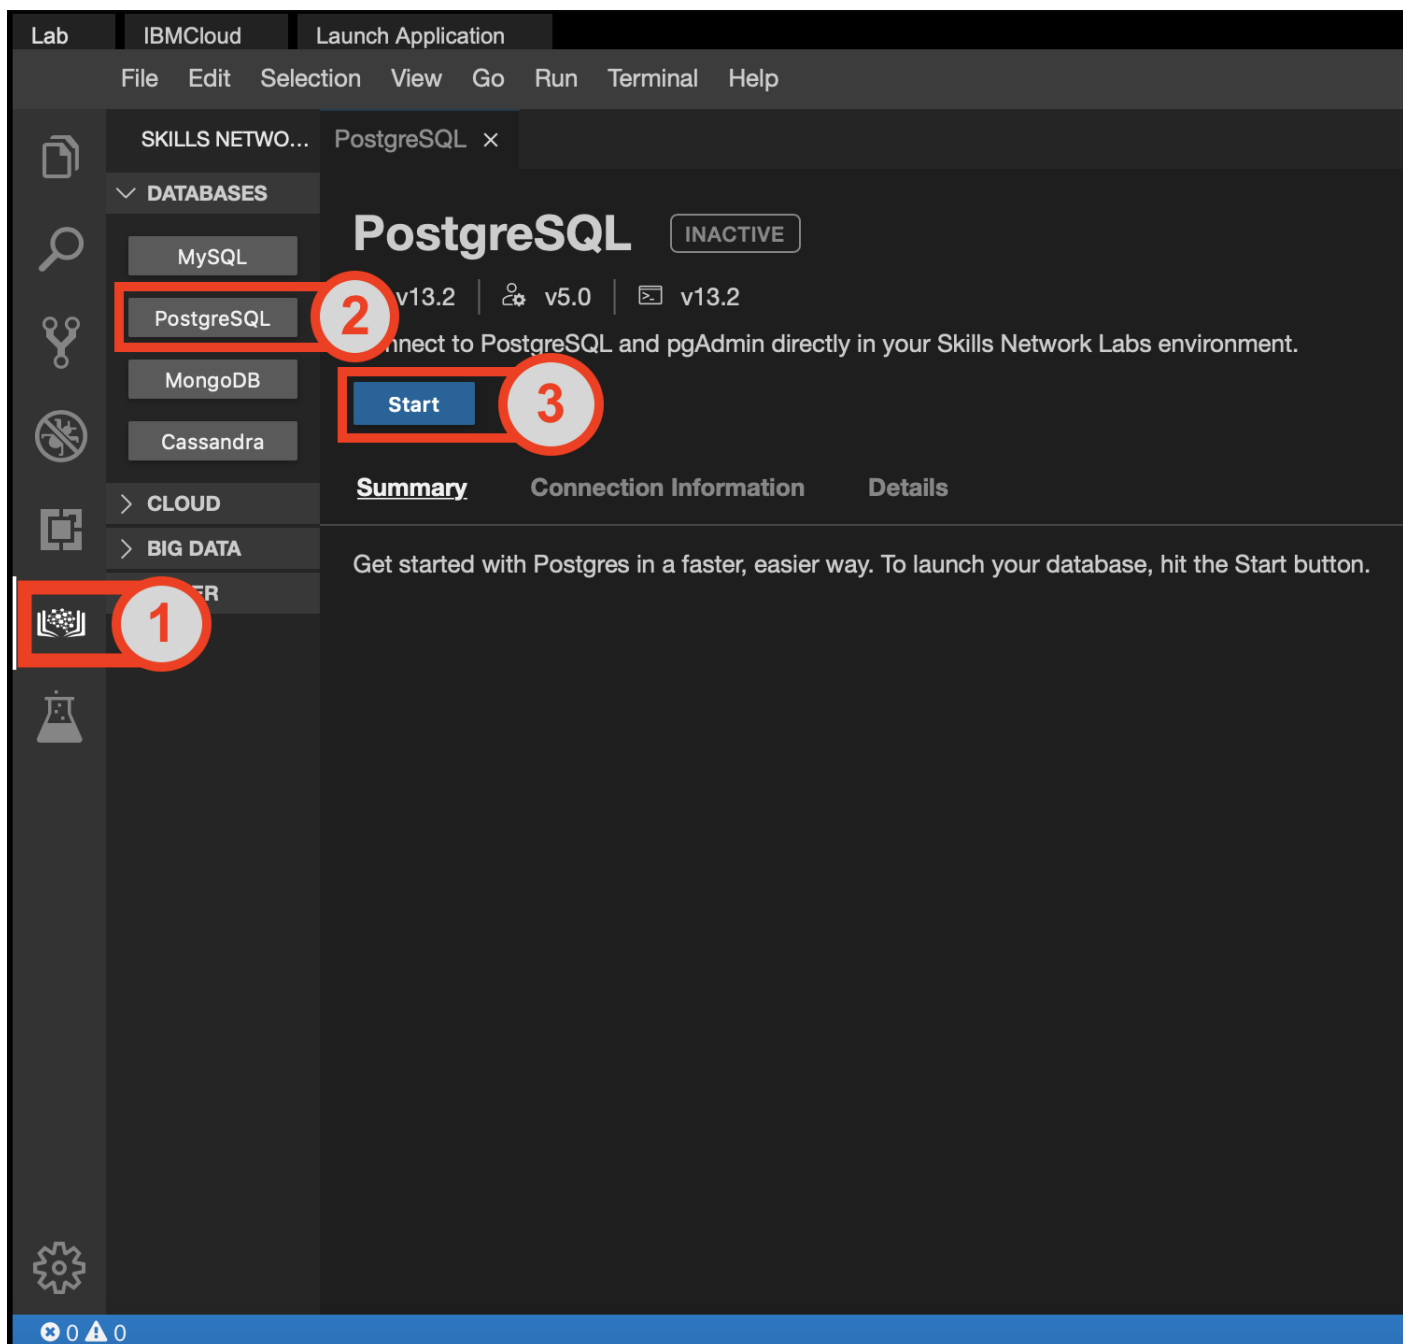 Lab IBMCloud Launch Application
File Edit Selection View Go Run Terminal Help
SKILLS NETWO...
PostgreSQL ×
DATABASES
MySQL
PostgreSQL
MongoDB
Cassandra
CLOUD
BIG DATA
2
1
PostgreSQL INACTIVE
v13.2 v5.0 v13.2
to PostgreSQL and pgAdmin directly in your Skills Network Labs environment.
Start
3
Summary Connection Information Details
Get started with Postgres in a faster, easier way. To launch your database, hit the Start button.
0 0